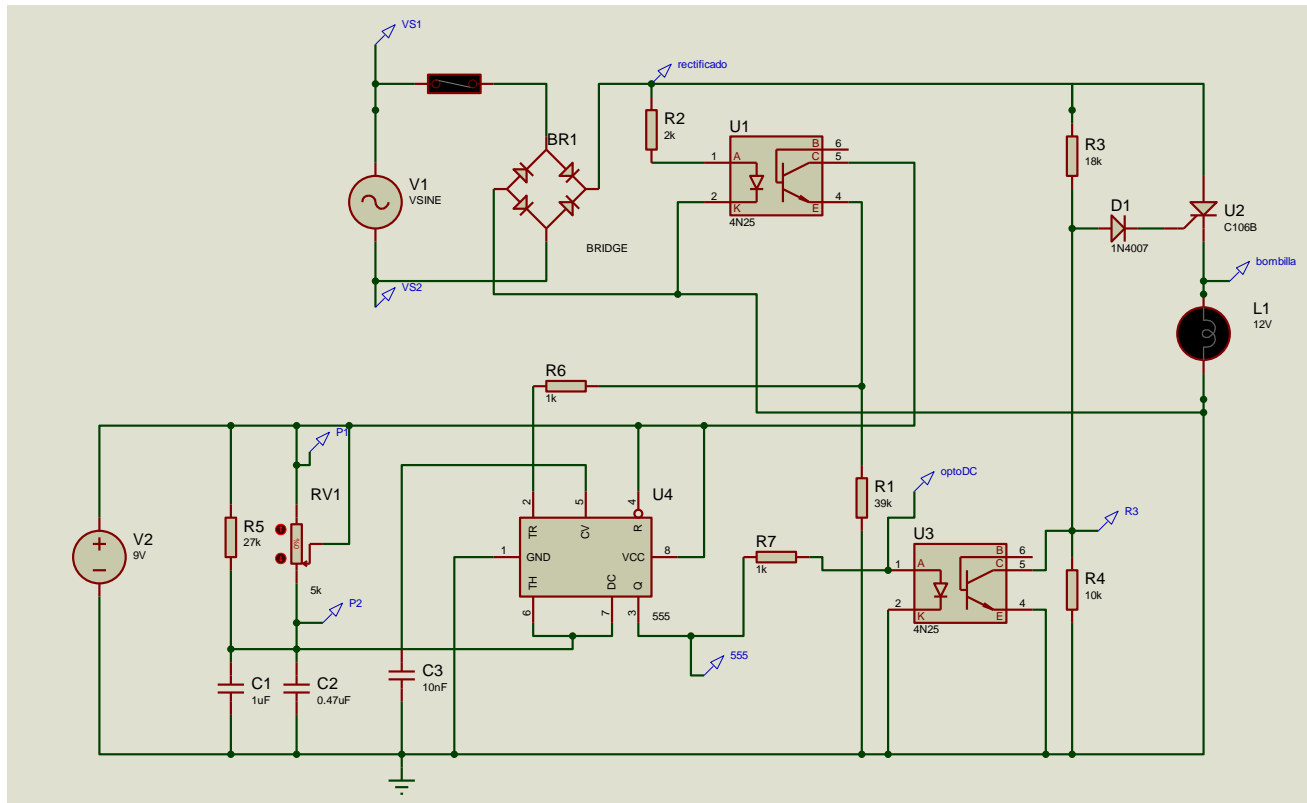 VS1
rectificado
R2
2k
U1
B
6
1
A
C
5
2
K
E
4
4N25
BR1
BRIDGE
V1
VSINE
VS2
R3
18k
D1
1N4007
U2
C106B
bombilla
L1
12V
R6
1k
P1
RV1
5k
0%
R5
27k
V2
9V
P2
2
5
4
U4
TR
CV
R
1
GND
VCC
8
TH
DC
Q
6
7
3
555
555
R7
1k
R1
39k
optoDC
U3
B
6
1
A
C
5
2
K
E
4
4N25
R3
R4
10k
C1
1uF
C2
0.47uF
C3
10nF